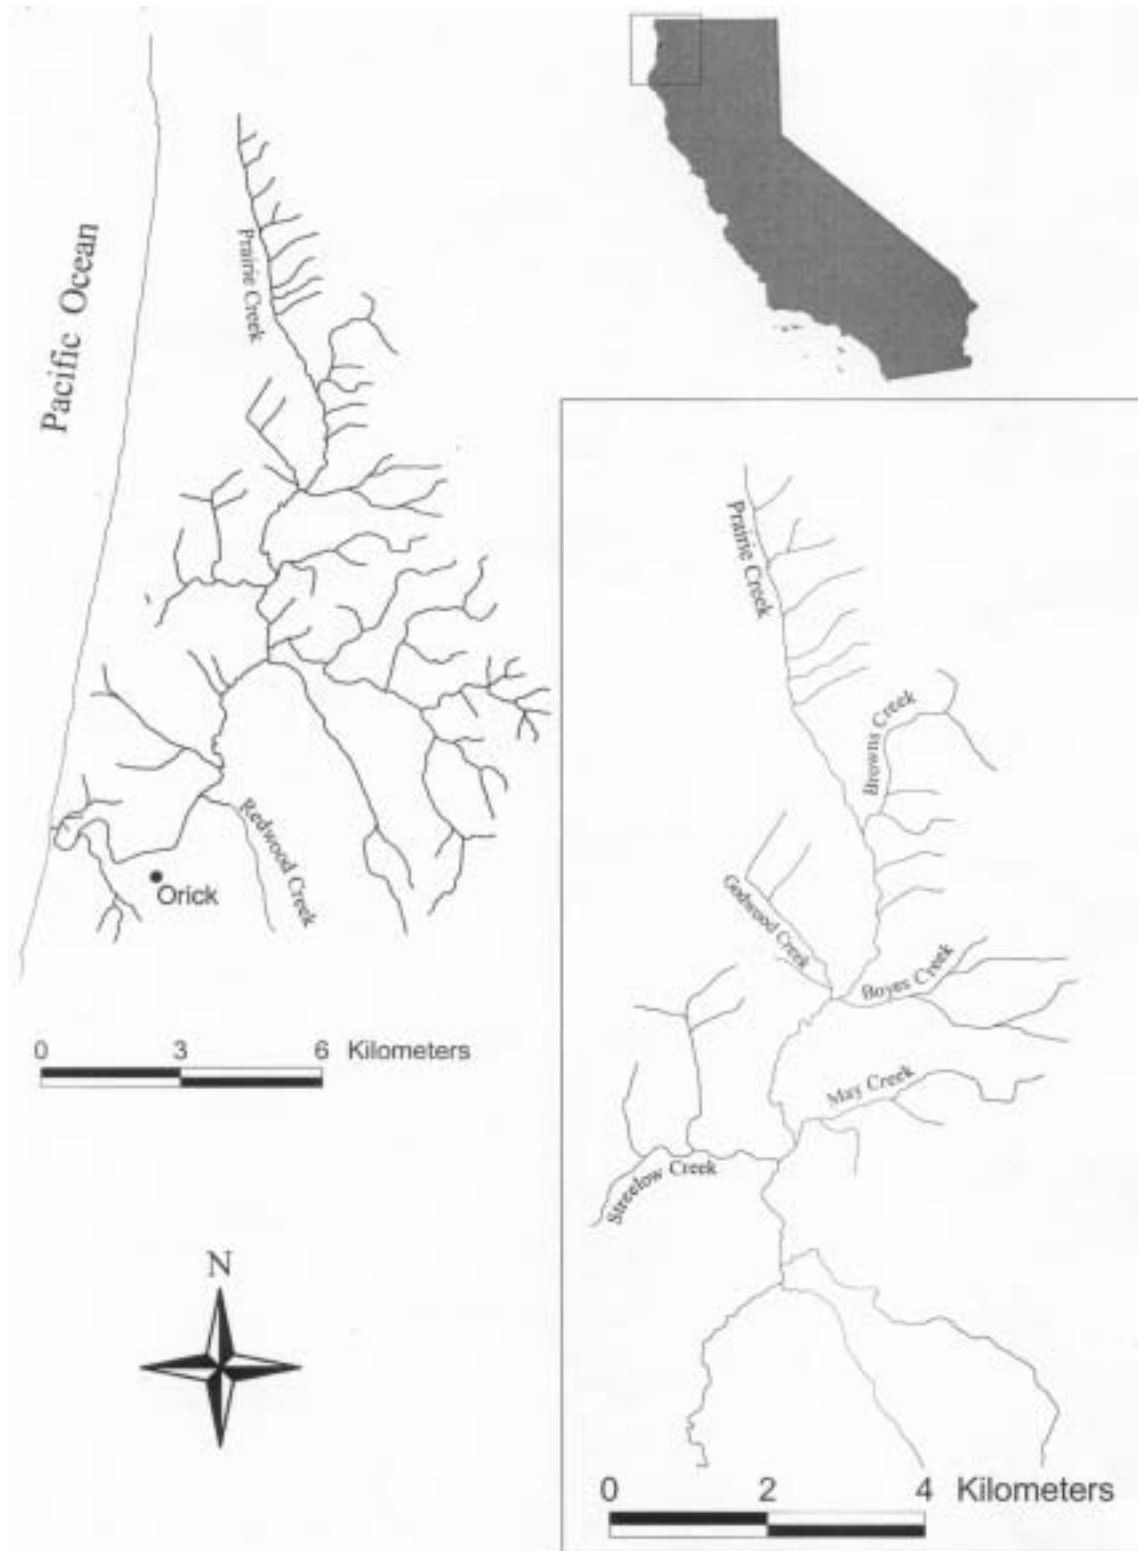 Pacific Ocean
Prairie Creek
Redwood Creek
Orick
0 3 6 Kilometers
N
Prairie Creek
Browns Creek
Godwood Creek
Boyes Creek
May Creek
Streelow Creek
0 2 4 Kilometers